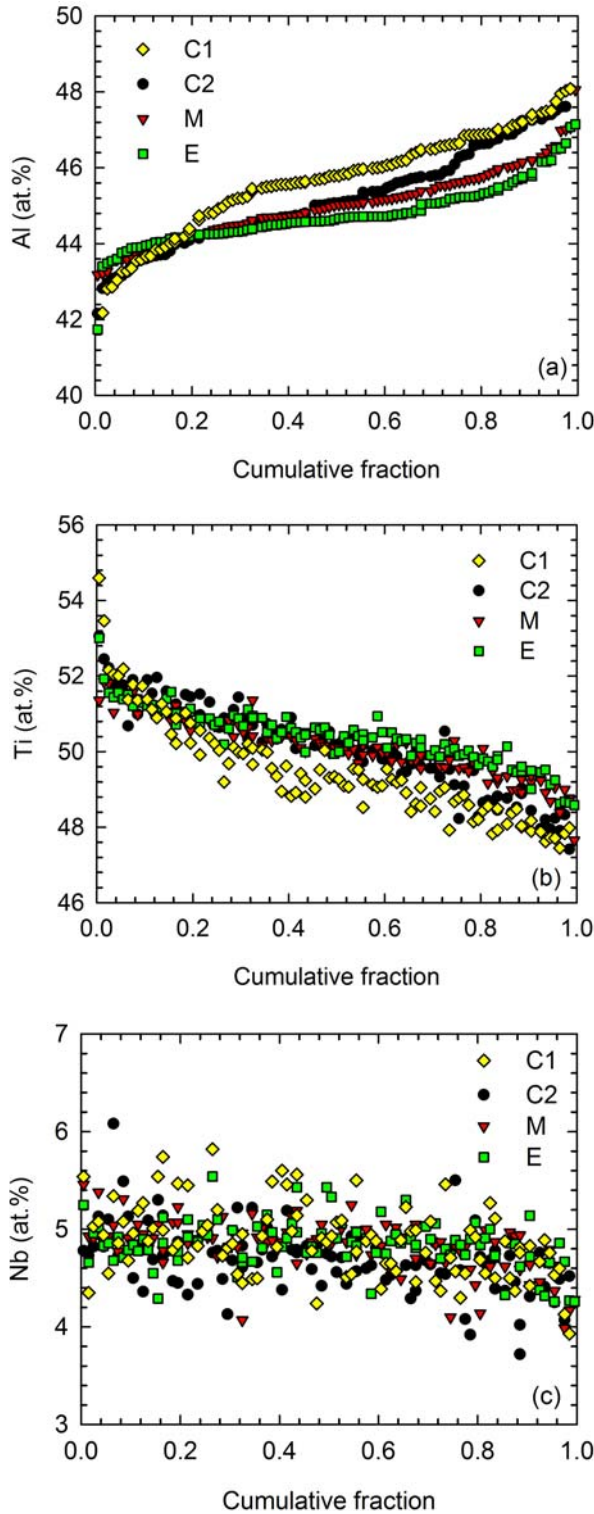 50
48
46
44
42
40
Al (at.%)
C1
C2
M
E
(a)
0.0 0.2 0.4 0.6 0.8 1.0
Cumulative fraction
56
54
52
50
48
46
Ti (at.%)
C1
C2
M
E
(b)
0.0 0.2 0.4 0.6 0.8 1.0
Cumulative fraction
7
6
5
4
3
Nb (at.%)
C1
C2
M
E
(c)
0.0 0.2 0.4 0.6 0.8 1.0
Cumulative fraction